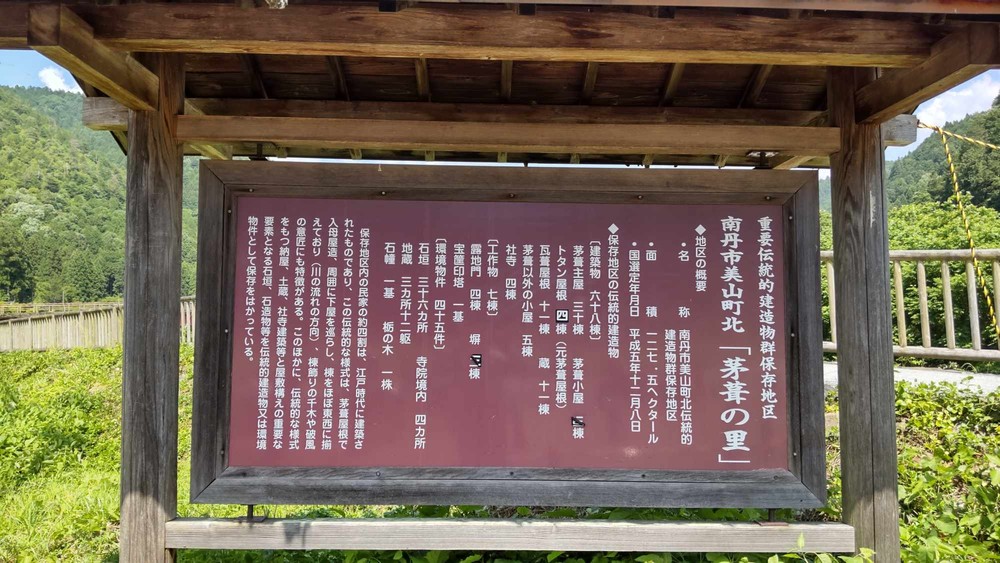 重要伝統的建造物群保存地区
南丹市美山町北「茅葺の里」
◆地区の概要
・名　　称　南丹市美山町北伝統的
建造物群保存地区
・面　　積　一二七．五ヘクタール
・国選定年月日　平成五年十二月八日
◆保存地区の伝統的建造物
〔建築物　六十八棟〕
茅葺主屋　三十棟　茅葺小屋　二棟
トタン屋根　四棟（元茅葺屋根）
瓦葺屋根　十一棟　蔵　十一棟
茅葺以外の小屋　五棟
社寺　四棟
〔工作物　七棟〕
露地門　四棟　塀　二棟
宝篋印塔　一基
〔環境物件　四十五件〕
石垣　三十六カ所　寺院境内　四カ所
地蔵　三カ所十二躯
石幢　一基　栃の木　一株
保存地区内の民家の約四割は、江戸時代に建築さ
れたものであり、この伝統的な様式は、茅葺屋根で
入母屋造、周囲に下屋を巡らし、棟をほぼ東西に揃
えており（川の流れの方向）、棟飾りの千木や破風
の意匠にも特徴がある。このほかに、伝統的な様式
をもつ納屋、土蔵、社寺建築等と屋敷構えの重要な
要素となる石垣、石造物等を伝統的建造物又は環境
物件として保存をはかっている。